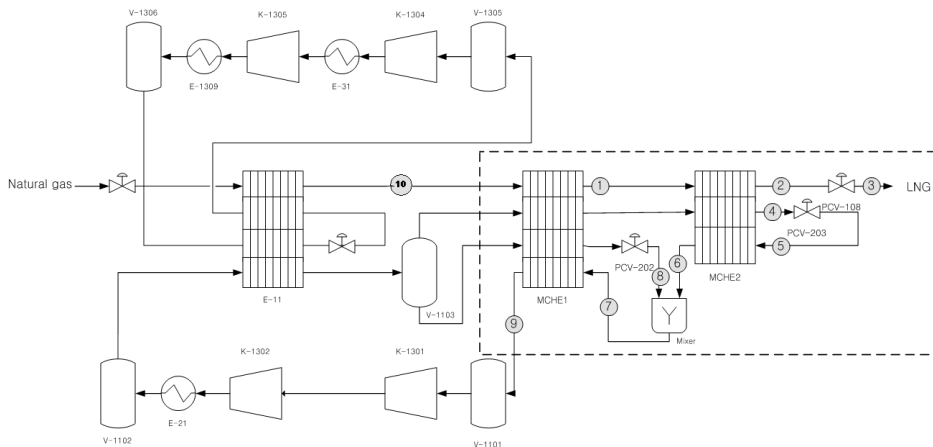 V-1306
K-1305
K-1304
V-1305
E-1309
E-31
Natural gas
10
1
2
3
LNG
4
PCV-108
PCV-203
5
PCV-202
6
MCHE2
8
E-11
V-1103
MCHE1
7
9
Mixer
K-1302
K-1301
E-21
V-1102
V-1101